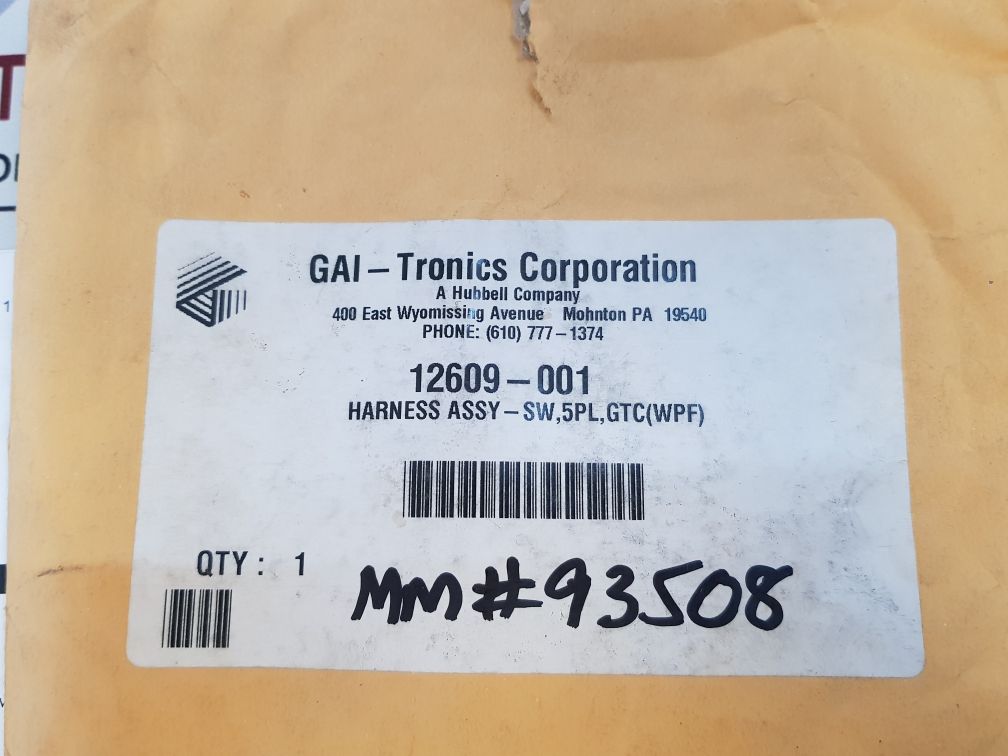 GAI-Tronics Corporation
A Hubbell Company
400 East Wyomissing Avenue Mohnton PA 19540
PHONE: (610) 777-1374
12609-001
HARNESS ASSY-SW,5PL,GTC(WPF)
QTY: 1
MM#93508